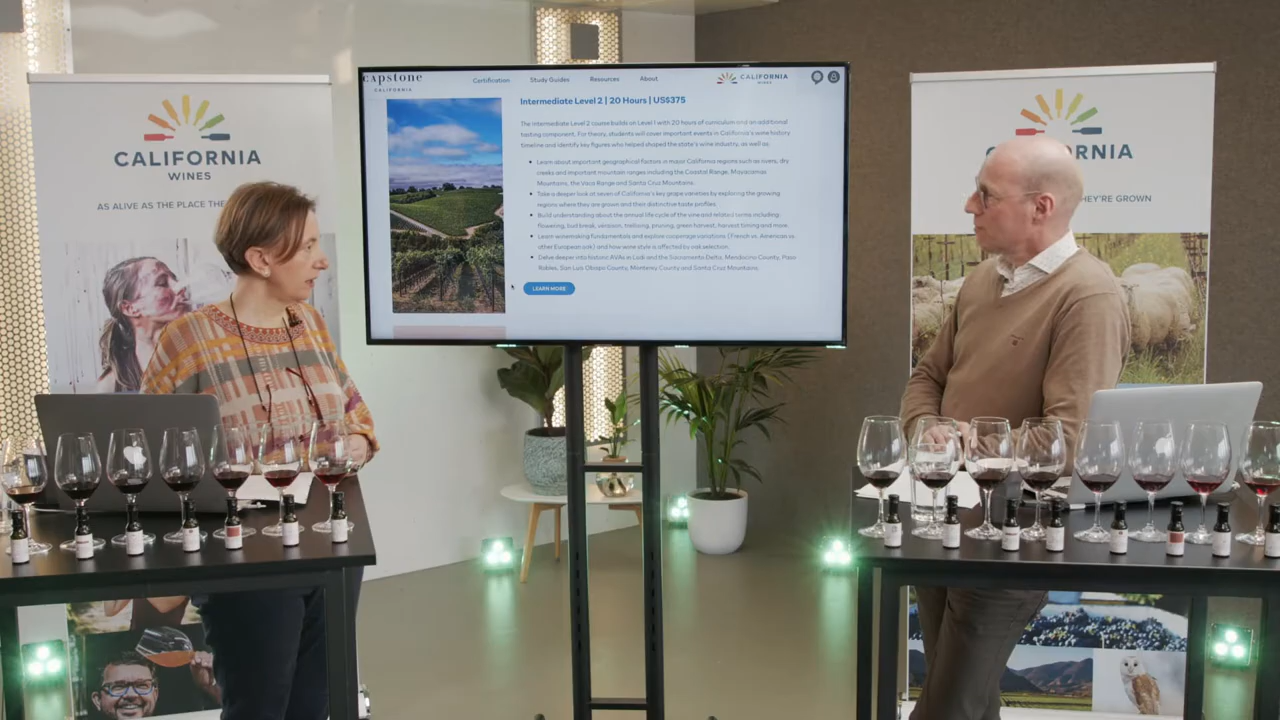 CALIFORNIA
WINES
AS ALIVE AS THE PLACE THE
capstone
CALIFORNIA
Certification Study Guides Resources About
CALIFORNIA
WINES
Intermediate Level 2 | 20 Hours | US$375
The Intermediate Level 2 course builds on Level 1 with 20 hours of curriculum and an additional
tasting component. For theory, students will cover important events in California's wine history
timeline and identify key figures who helped shaped the state's wine industry, as well as:
Learn about important geographical factors in major California regions such as rivers, dry
creeks and important mountain ranges including the Coastal Range, Mayacamas
Mountains, the Vaca Range and Santa Cruz Mountains.
Take a deeper look at seven of California's key grape varieties by exploring the growing
regions where they are grown and their distinctive taste profiles.
Build understanding about the annual life cycle of the vine and related terms including
flowering, bud break, véraison, trellising, pruning, green harvest, harvest timing and more.
Learn winemaking fundamentals and explore cooperage variations (French vs. American vs.
other European oak) and how wine style is affected by oak selection.
Delve deeper into historic AVAs in Lodi and the Sacramento Delta, Mendocino County, Paso
Robles, San Luis Obispo County, Monterey County and Santa Cruz Mountains.
LEARN MORE
RNIA
HEY'RE GROWN